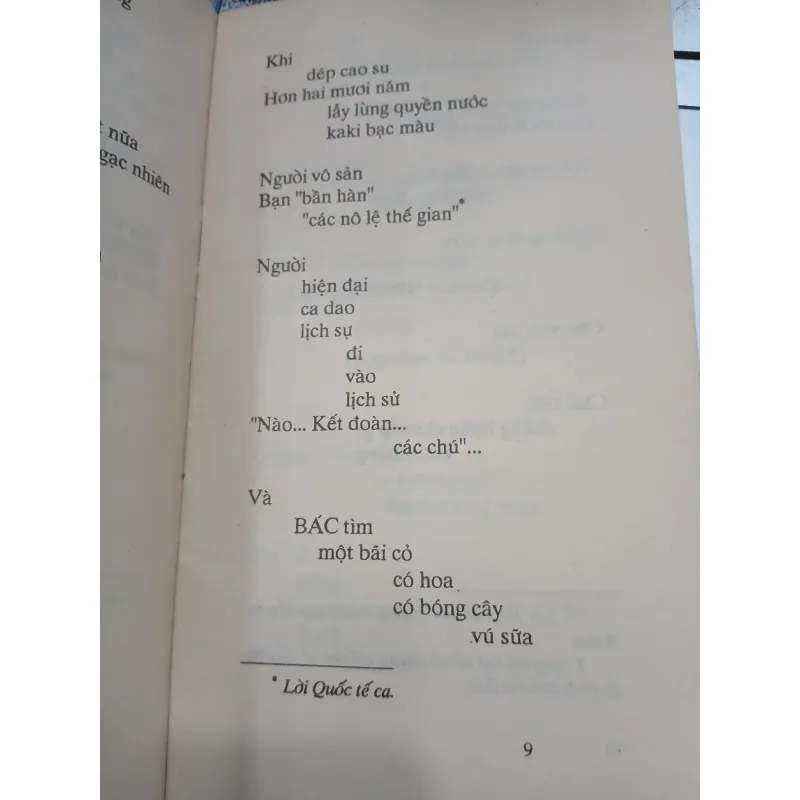 nữa
gạc nhiên
Khi
dép cao su
Hơn hai mươi năm
lẫy lừng quyền nước
kaki bạc màu
Người vô sản
Bạn "bần hàn"
"các nô lệ thế gian"*
Người
hiện đại
ca dao
lịch sự
đi
vào
lịch sử
"Nào... Kết đoàn...
các chú"...
Và
BÁC tìm
một bãi cỏ
có hoa
có bóng cây
vú sữa
* Lời Quốc tế ca.
9